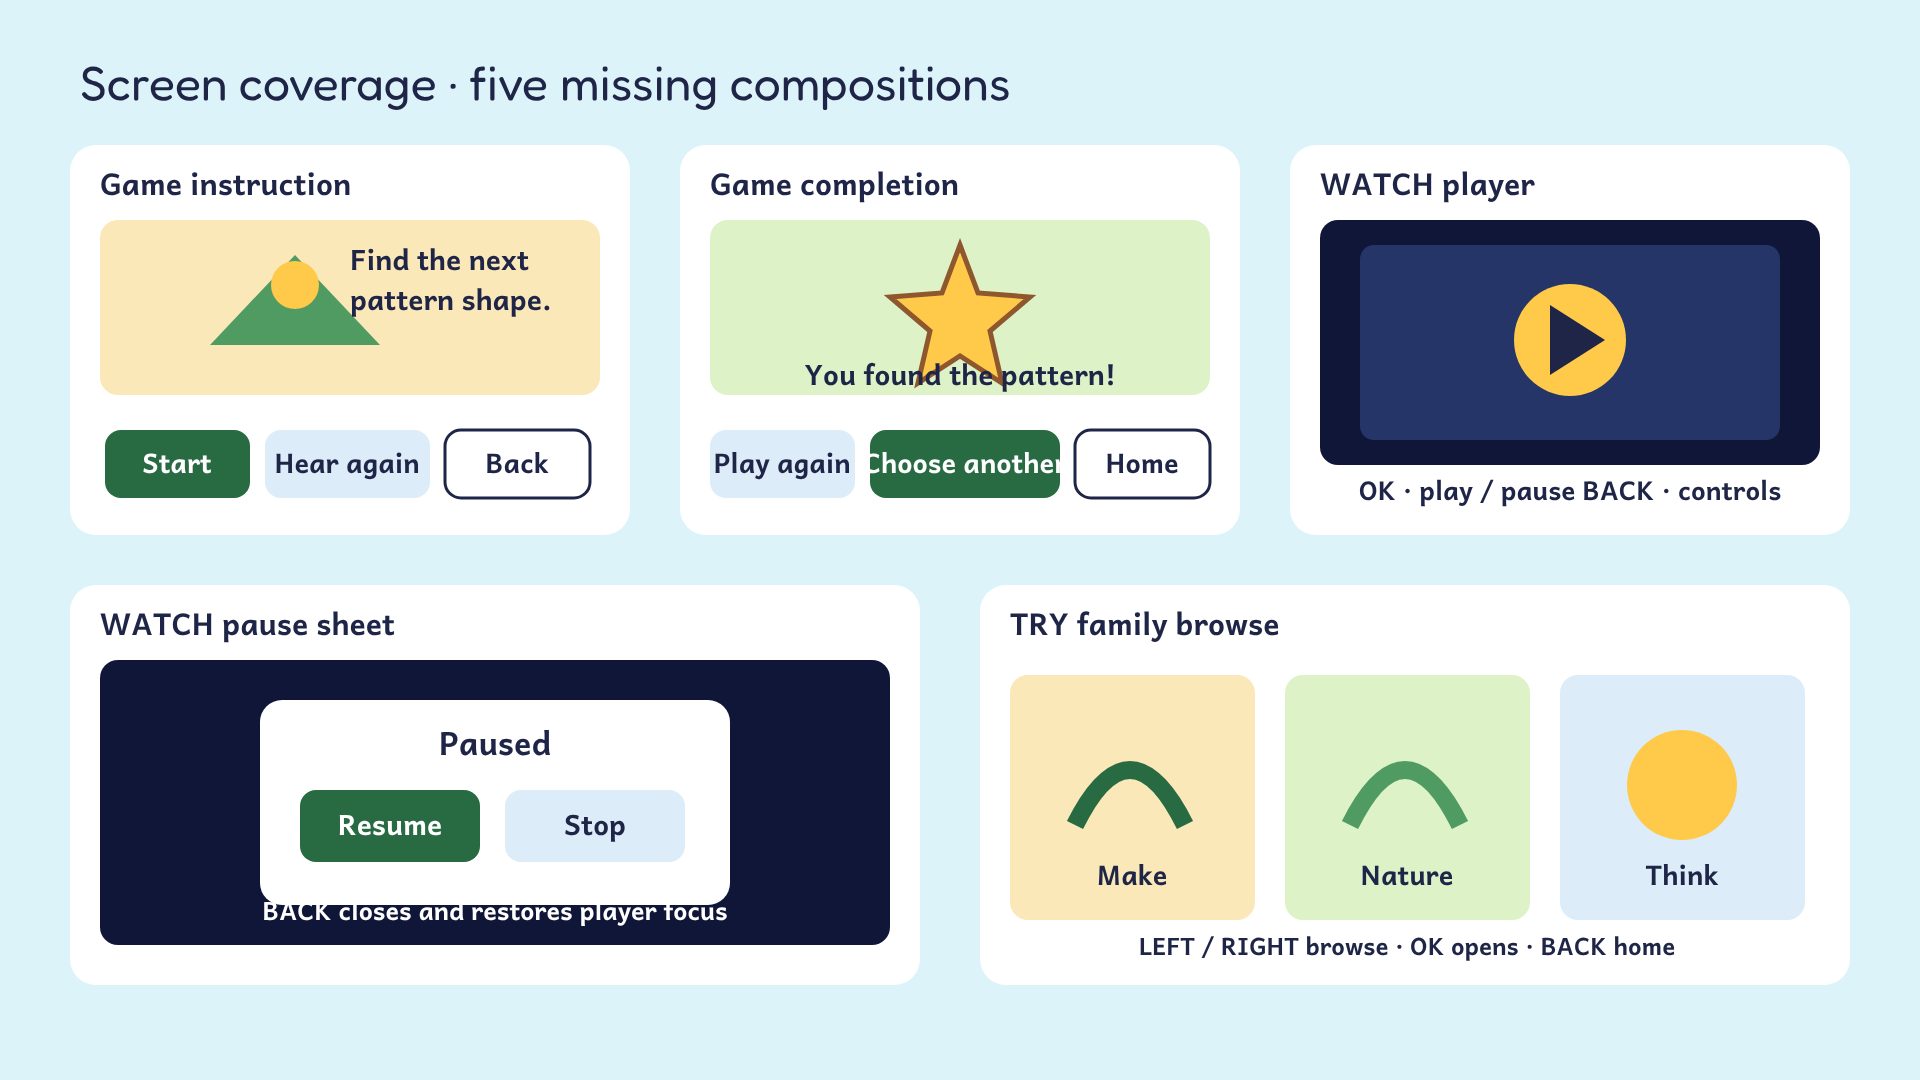 Screen coverage · five missing compositions
Game instruction
Find the next
pattern shape.
Start
Hear again
Back
Game completion
You found the pattern!
Play again
Choose another
Home
WATCH player
OK · play / pause BACK · controls
WATCH pause sheet
Paused
Resume
Stop
BACK closes and restores player focus
TRY family browse
Make
Nature
Think
LEFT / RIGHT browse · OK opens · BACK home